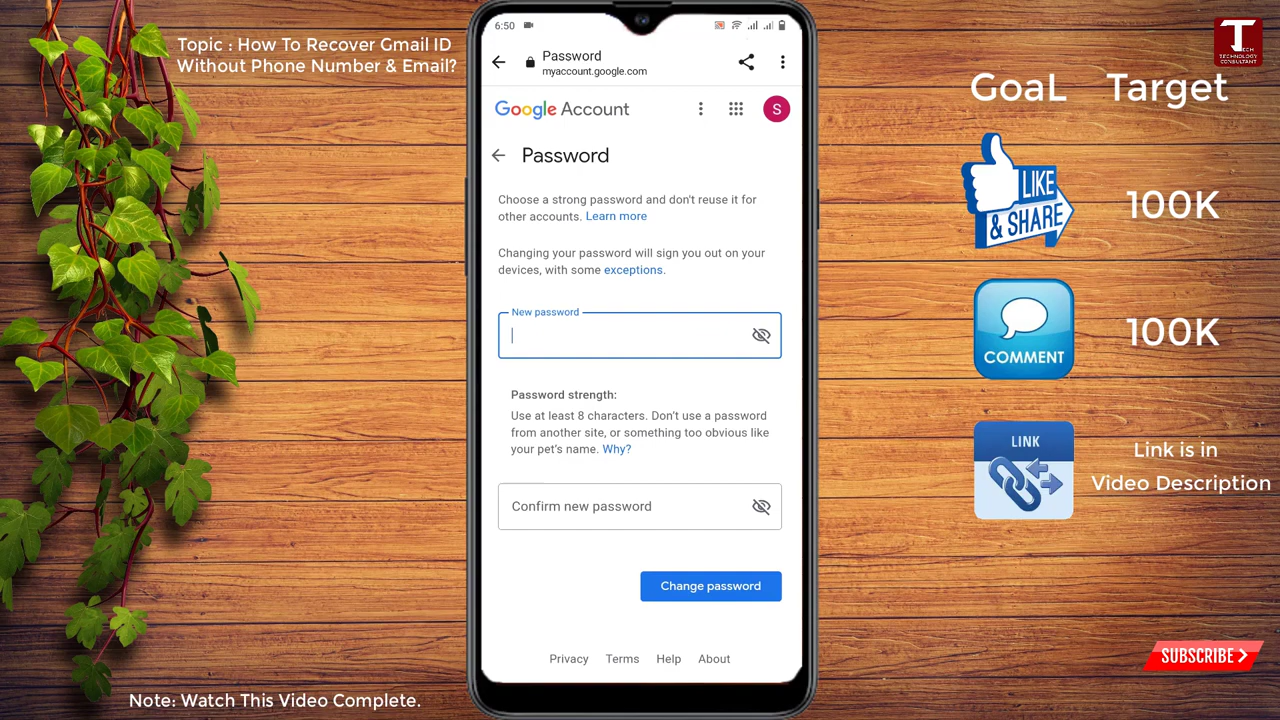 Topic : How To Recover Gmail ID
Without Phone Number & Email?
6:50
Password
myaccount.google.com
Google Account
S
Password
Choose a strong password and don't reuse it for
other accounts. Learn more
Changing your password will sign you out on your
devices, with some exceptions.
New password
Password strength:
Use at least 8 characters. Don't use a password
from another site, or something too obvious like
your pet's name. Why?
Confirm new password
Change password
Privacy Terms Help About
T
TECH
TECHNOLOGY
CONSULTANT
GoaL Target
LIKE
& SHARE
100K
COMMENT
100K
LINK
Link is in
Video Description
SUBSCRIBE
Note: Watch This Video Complete.